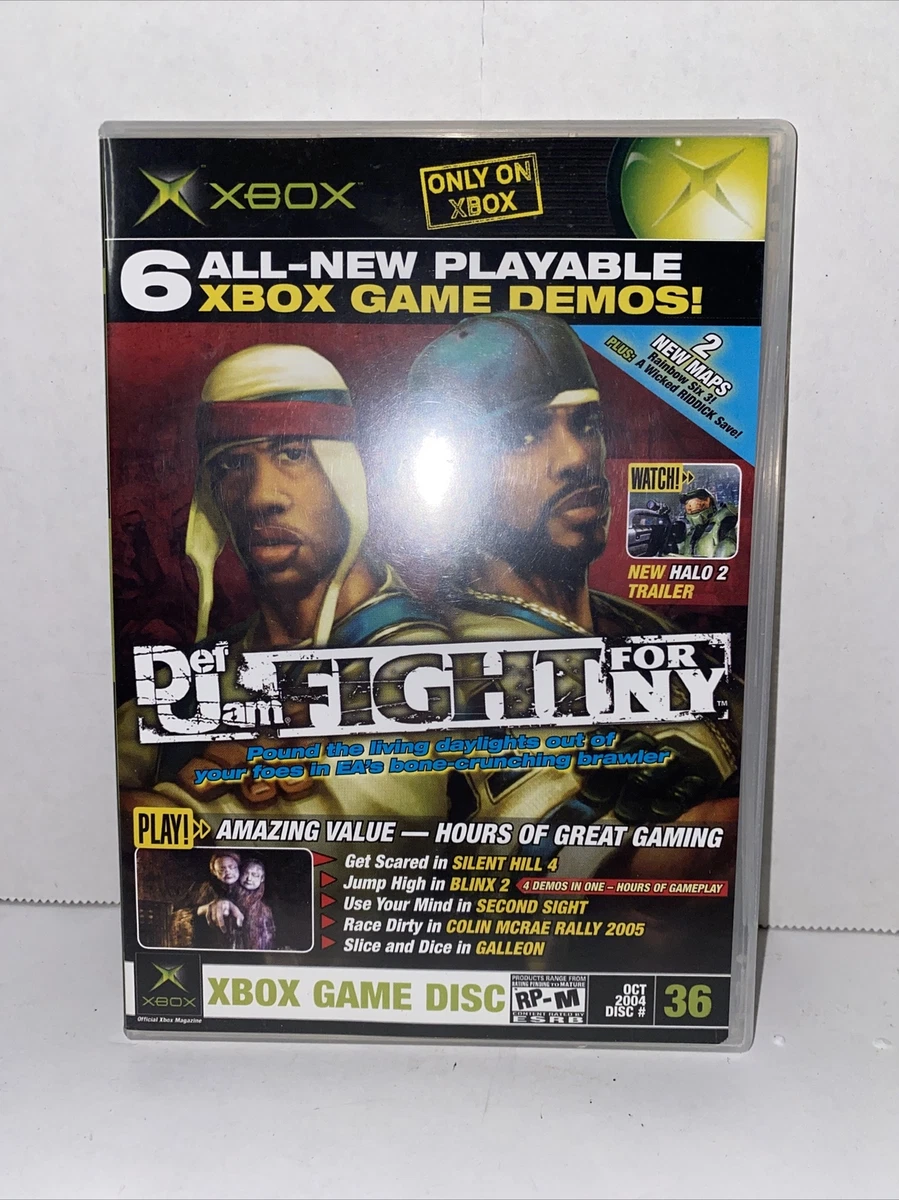 XBOX™
ONLY ON
XBOX
6 ALL-NEW PLAYABLE
XBOX GAME DEMOS!
2
NEW MAPS
Rainbow Six 3!
PLUS: A Wicked RIDDICK Save!
WATCH!
NEW HALO 2
TRAILER
Def Jam® FIGHT FOR NY™
Pound the living daylights out of
your foes in EA's bone-crunching brawler
PLAY! AMAZING VALUE — HOURS OF GREAT GAMING
Get Scared in SILENT HILL 4
Jump High in BLINX 2 4 DEMOS IN ONE – HOURS OF GAMEPLAY
Use Your Mind in SECOND SIGHT
Race Dirty in COLIN MCRAE RALLY 2005
Slice and Dice in GALLEON
XBOX
Official Xbox Magazine
XBOX GAME DISC
PRODUCTS RANGE FROM
RATING PENDING TO MATURE
RP-M
CONTENT RATED BY
ESRB
OCT
2004
DISC #
36